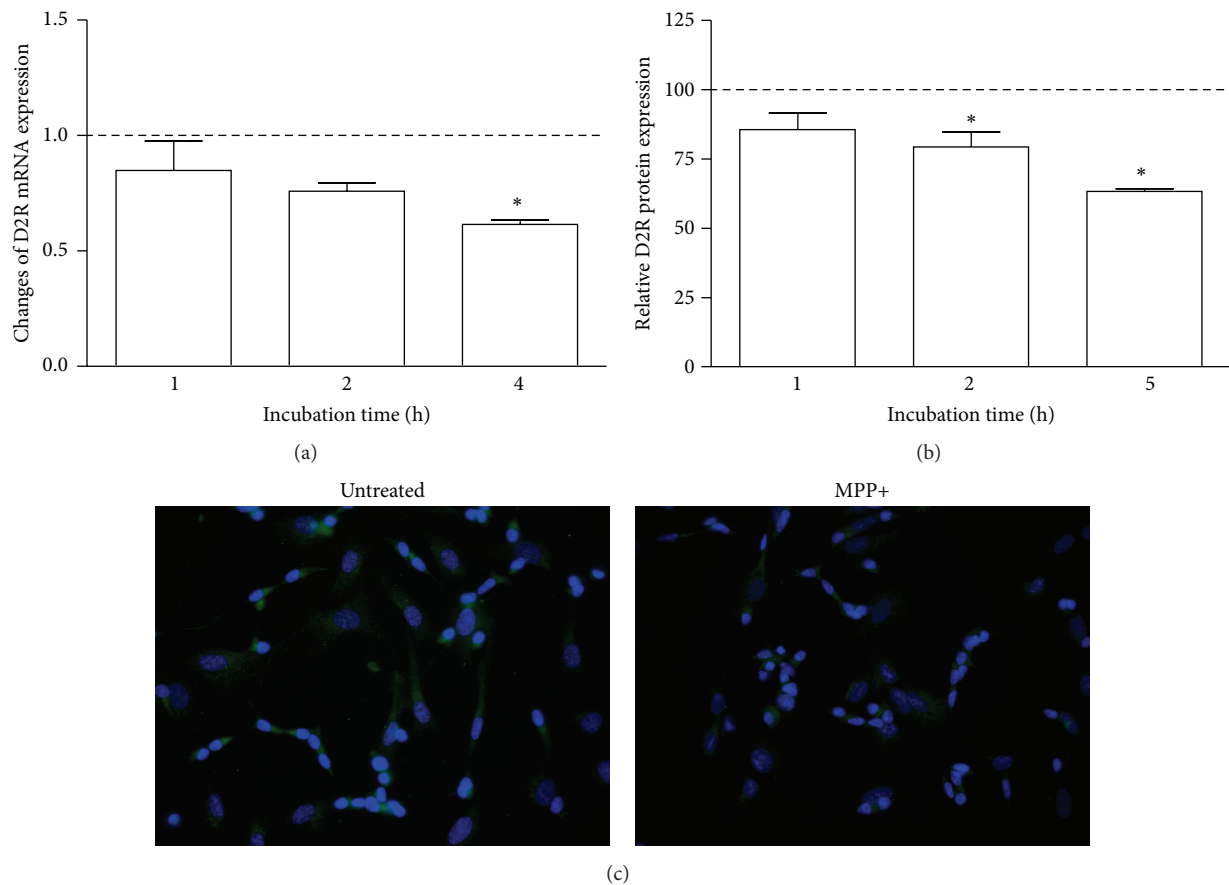 1.5
1.0
0.5
0.0
Changes of D2R mRNA expression
*
1
2
4
Incubation time (h)
(a)
125
100
75
50
25
0
Relative D2R protein expression
*
*
1
2
5
Incubation time (h)
(b)
Untreated
MPP+
(c)